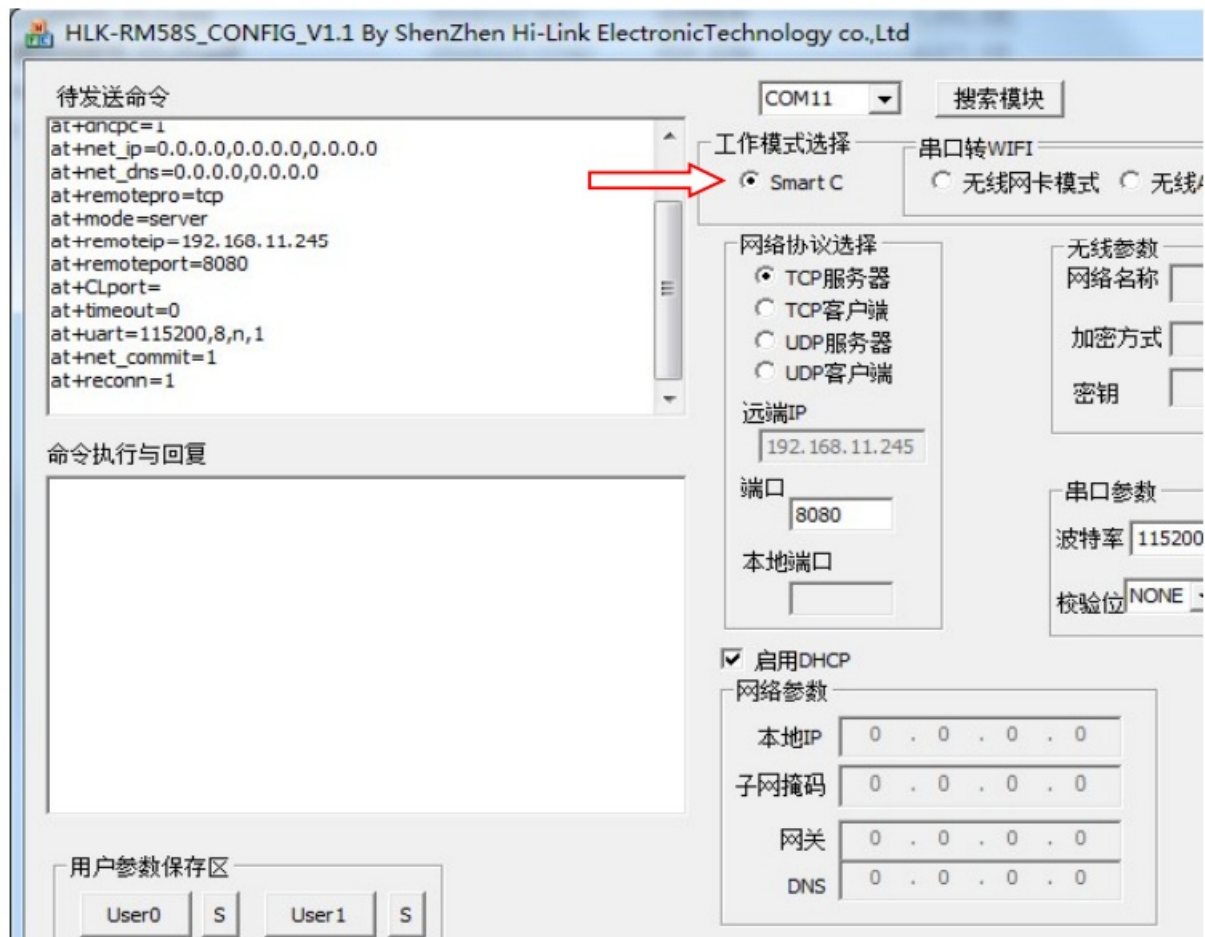 HLK-RM58S_CONFIG_V1.1 By ShenZhen Hi-Link ElectronicTechnology co.,Ltd
待发送命令
at+dhcpc=1
at+net_ip=0.0.0.0,0.0.0.0,0.0.0.0
at+net_dns=0.0.0.0,0.0.0.0
at+remotepro=tcp
at+mode=server
at+remoteip=192.168.11.245
at+remoteport=8080
at+CLport=
at+timeout=0
at+uart=115200,8,n,1
at+net_commit=1
at+reconn=1
命令执行与回复
用户参数保存区
User0 S User1 S
COM11 搜索模块
工作模式选择
Smart C
串口转WIFI
无线网卡模式 无线
网络协议选择
TCP服务器
TCP客户端
UDP服务器
UDP客户端
远端IP
192.168.11.245
端口
8080
本地端口
无线参数
网络名称
加密方式
密钥
串口参数
波特率 115200
校验位 NONE
启用DHCP
网络参数
本地IP 0 . 0 . 0 . 0
子网掩码 0 . 0 . 0 . 0
网关 0 . 0 . 0 . 0
DNS 0 . 0 . 0 . 0